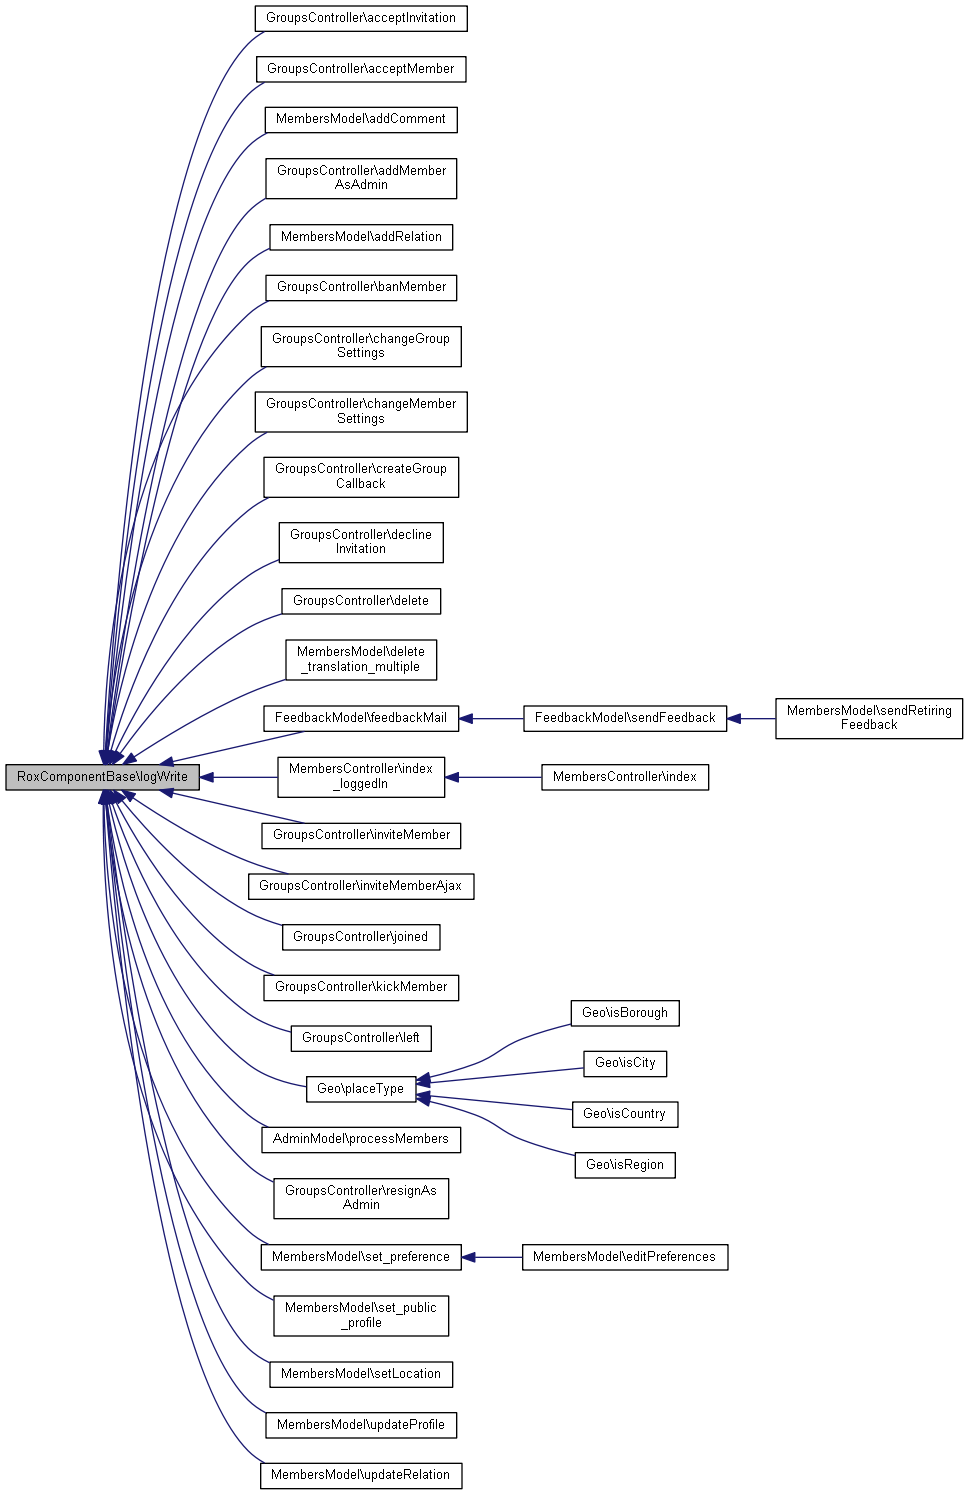 GroupsController\acceptInvitation
GroupsController\acceptMember
MembersModel\addComment
GroupsController\addMember
AsAdmin
MembersModel\addRelation
GroupsController\banMember
GroupsController\changeGroup
Settings
GroupsController\changeMember
Settings
GroupsController\createGroup
Callback
GroupsController\decline
Invitation
GroupsController\delete
MembersModel\delete
_translation_multiple
FeedbackModel\feedbackMail
FeedbackModel\sendFeedback
MembersModel\sendRetiring
Feedback
RoxComponentBase\logWrite
MembersController\index
_loggedIn
MembersController\index
GroupsController\inviteMember
GroupsController\inviteMemberAjax
GroupsController\joined
GroupsController\kickMember
GroupsController\left
Geo\placeType
Geo\isBorough
Geo\isCity
Geo\isCountry
Geo\isRegion
AdminModel\processMembers
GroupsController\resignAs
Admin
MembersModel\set_preference
MembersModel\editPreferences
MembersModel\set_public
_profile
MembersModel\setLocation
MembersModel\updateProfile
MembersModel\updateRelation